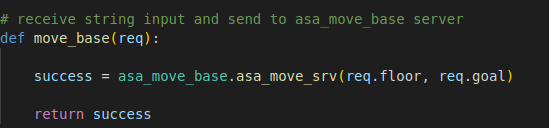 # receive string input and send to asa_move_base server
def move_base(req):
    success = asa_move_base.asa_move_srv(req.floor, req.goal)
    return success